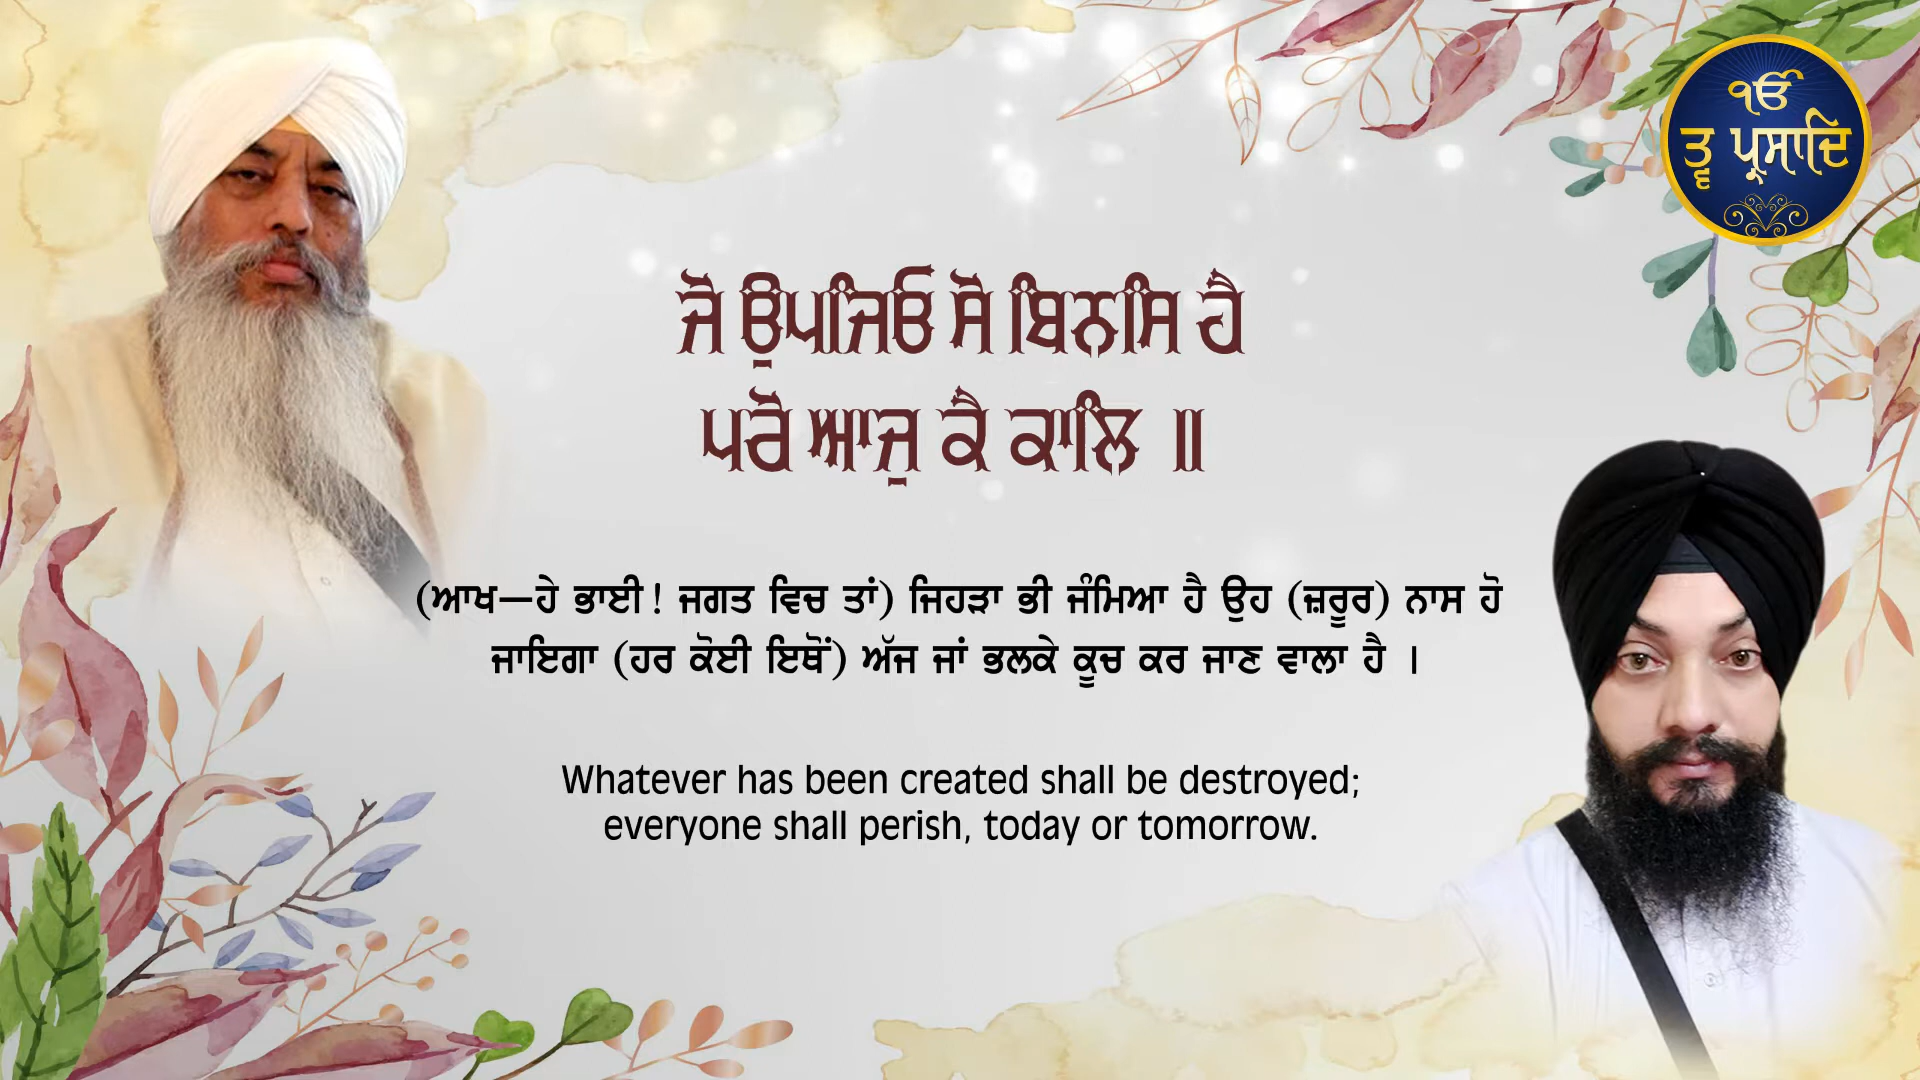 ੴ
ਤ੍ਵ ਪ੍ਰਸਾਦਿ
ਜੋ ਉਪਜਿਓ ਸੋ ਬਿਨਸਿ ਹੈ
ਪਰੋ ਆਜੁ ਕੈ ਕਾਲਿ ॥
(ਆਖ—ਹੇ ਭਾਈ! ਜਗਤ ਵਿਚ ਤਾਂ) ਜਿਹੜਾ ਭੀ ਜੰਮਿਆ ਹੈ ਉਹ (ਜ਼ਰੂਰ) ਨਾਸ ਹੋ
ਜਾਇਗਾ (ਹਰ ਕੋਈ ਇਥੋਂ) ਅੱਜ ਜਾਂ ਭਲਕੇ ਕੂਚ ਕਰ ਜਾਣ ਵਾਲਾ ਹੈ ।
Whatever has been created shall be destroyed;
everyone shall perish, today or tomorrow.